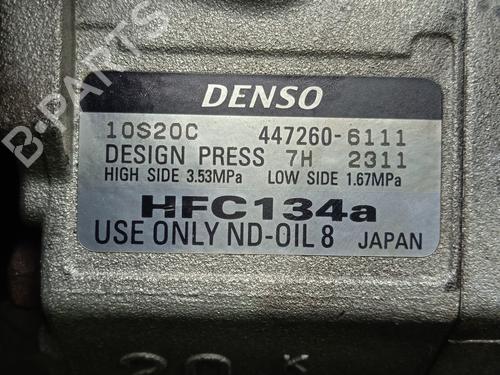 DENSO
10S20C 447260-6111
DESIGN PRESS 7H 2311
HIGH SIDE 3.53MPa LOW SIDE 1.67MPa
HFC134a
USE ONLY ND-OIL 8 JAPAN
B-PARTS